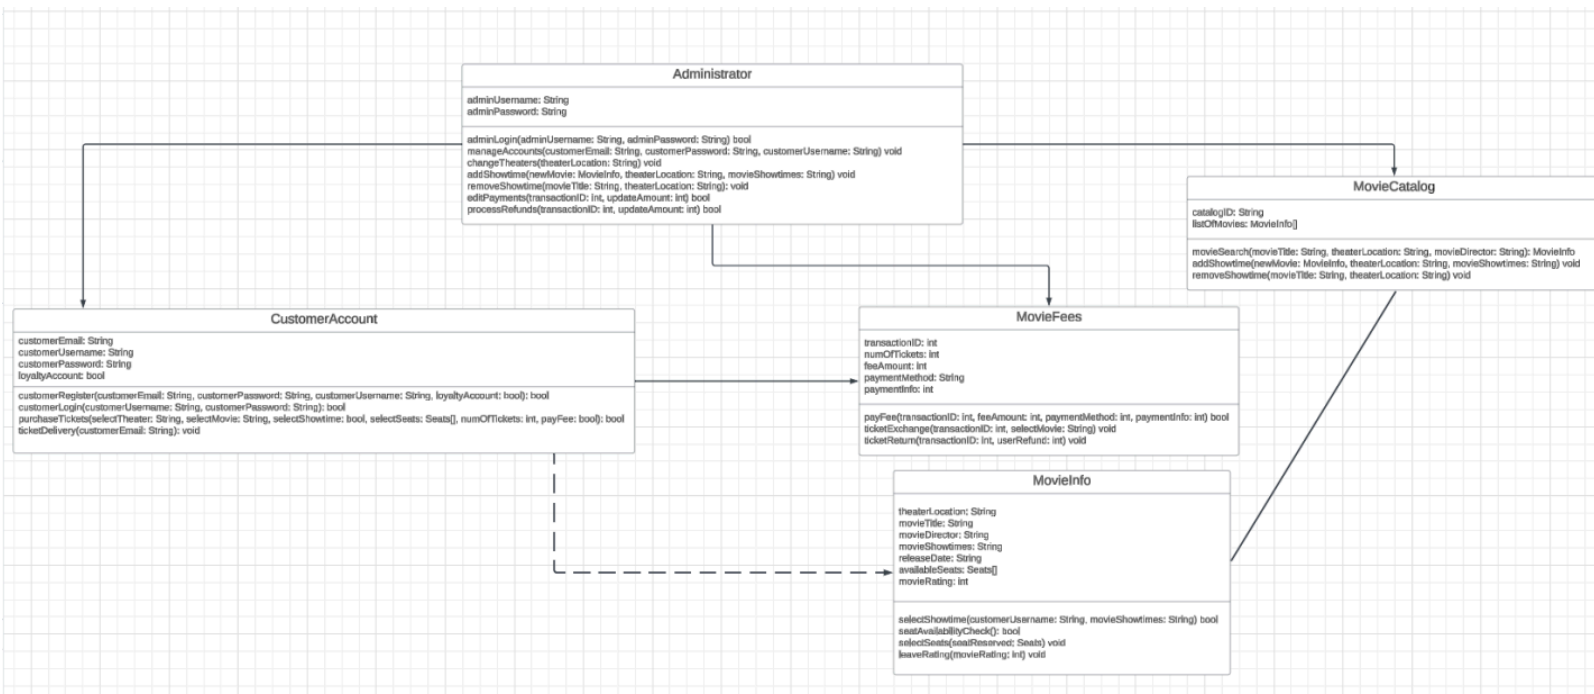 Administrator
adminUsername: String
adminPassword: String
adminLogin(adminUsername: String, adminPassword: String) bool
manageAccounts(customerEmail: String, customerPassword: String, customerUsername: String) void
changeTheaters(theaterLocation: String) void
addShowtime(newMovie: MovieInfo, theaterLocation: String, movieShowtimes: String) void
removeShowtime(movieTitle: String, theaterLocation: String): void
editPayments(transactionID: int, updateAmount: int) bool
processRefunds(transactionID: int, updateAmount: int) bool
MovieCatalog
catalogID: String
listOfMovies: MovieInfo[]
movieSearch(movieTitle: String, theaterLocation: String, movieDirector: String): MovieInfo
addShowtime(newMovie: MovieInfo, theaterLocation: String, movieShowtimes: String) void
removeShowtime(movieTitle: String, theaterLocation: String) void
CustomerAccount
customerEmail: String
customerUsername: String
customerPassword: String
loyaltyAccount: bool
customerRegister(customerEmail: String, customerPassword: String, customerUsername: String, loyaltyAccount: bool): bool
customerLogin(customerUsername: String, customerPassword: String): bool
purchaseTickets(selectTheater: String, selectMovie: String, selectShowtime: bool, selectSeats: Seats[], numOfTickets: int, payFee: bool): bool
ticketDelivery(customerEmail: String): void
MovieFees
transactionID: int
numOfTickets: int
feeAmount: int
paymentMethod: String
paymentInfo: int
payFee(transactionID: int, feeAmount: int, paymentMethod: int, paymentInfo: int) bool
ticketExchange(transactionID: int, selectMovie: String) void
ticketReturn(transactionID: int, userRefund: int) void
MovieInfo
theaterLocation: String
movieTitle: String
movieDirector: String
movieShowtimes: String
releaseDate: String
availableSeats: Seats[]
movieRating: int
selectShowtime(customerUsername: String, movieShowtimes: String) bool
seatAvailabilityCheck(): bool
selectSeats(seatReserved: Seats) void
leaveRating(movieRating: int) void